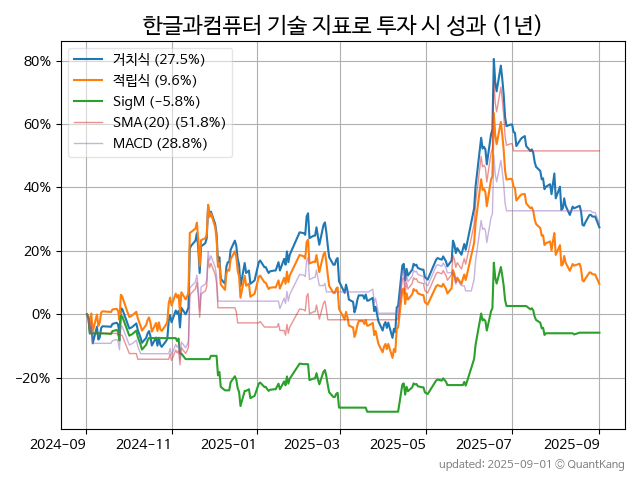 한글과컴퓨터 기술 지표로 투자 시 성과 (1년)
거치식 (27.5%)
적립식 (9.6%)
SigM (−5.8%)
SMA(20) (51.8%)
MACD (28.8%)
80%
60%
40%
20%
0%
−20%
2024-09 2024-11 2025-01 2025-03 2025-05 2025-07 2025-09
updated: 2025-09-01 © QuantKang